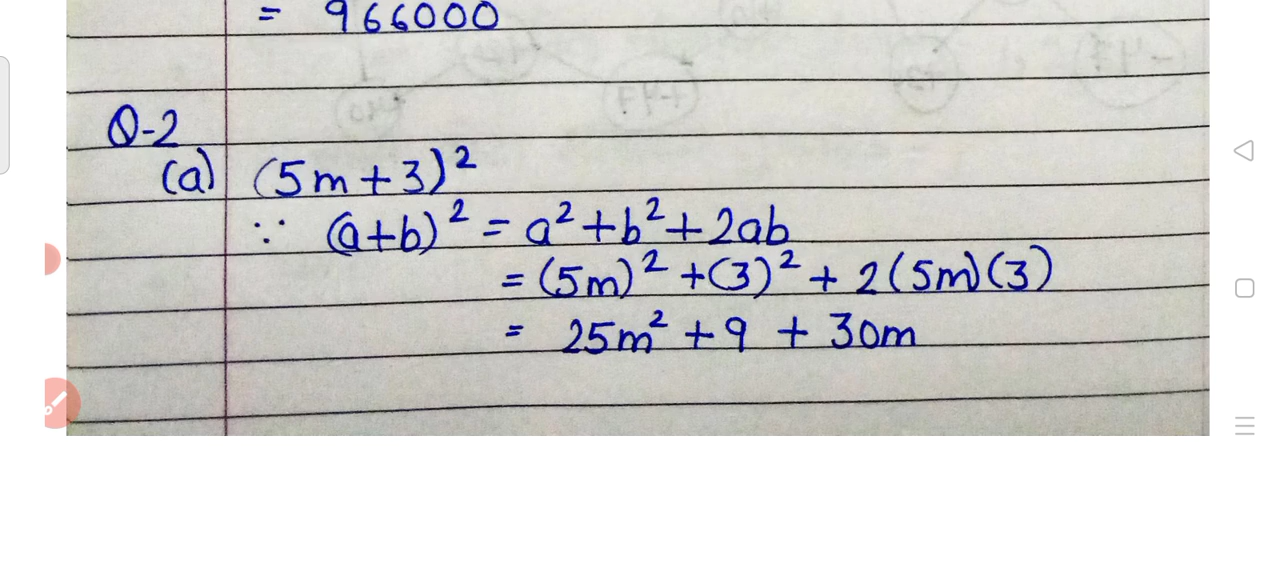 = 966000
Q-2
(a) (5m+3)²
∵ (a+b)² = a²+b²+2ab
= (5m)² +(3)² + 2(5m)(3)
= 25m² + 9 + 30m